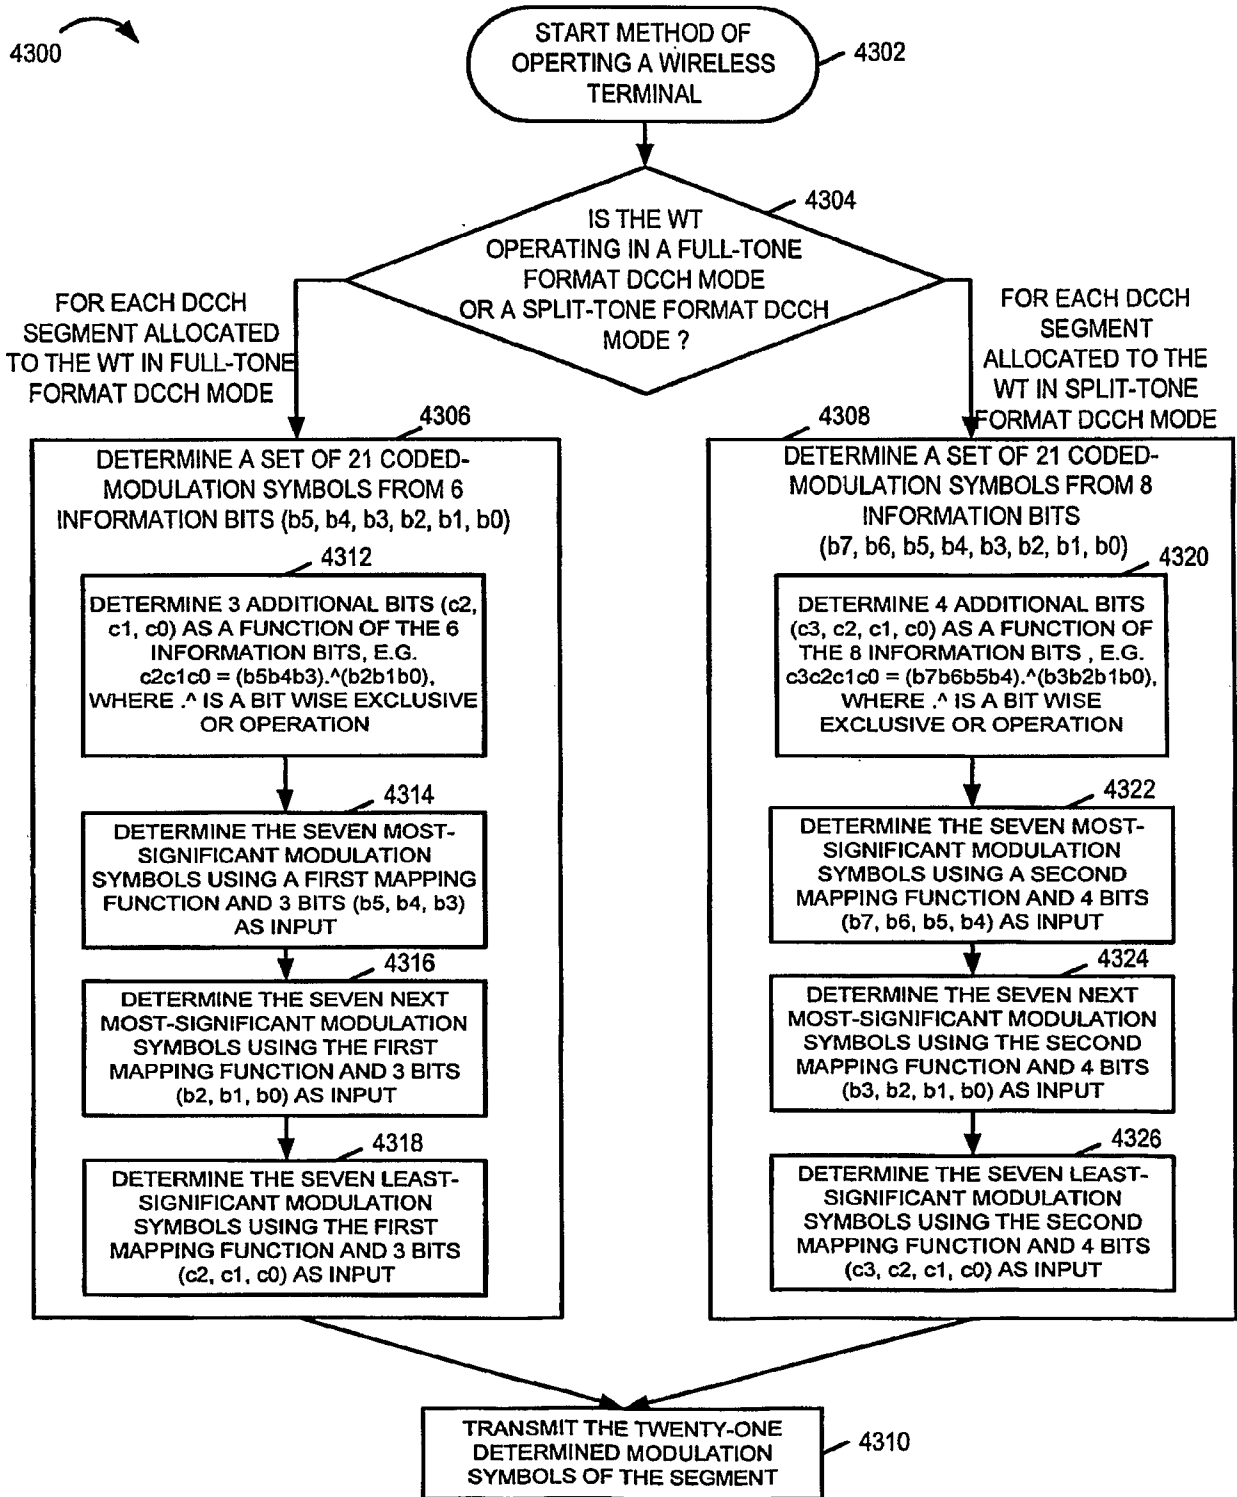 4300
START METHOD OF
OPERTING A WIRELESS
TERMINAL
4302
4304
IS THE WT
OPERATING IN A FULL-TONE
FORMAT DCCH MODE
OR A SPLIT-TONE FORMAT DCCH
MODE ?
FOR EACH DCCH
SEGMENT ALLOCATED
TO THE WT IN FULL-TONE
FORMAT DCCH MODE
FOR EACH DCCH
SEGMENT
ALLOCATED TO THE
WT IN SPLIT-TONE
FORMAT DCCH MODE
4306
DETERMINE A SET OF 21 CODED-
MODULATION SYMBOLS FROM 6
INFORMATION BITS (b5, b4, b3, b2, b1, b0)
4312
DETERMINE 3 ADDITIONAL BITS (c2,
c1, c0) AS A FUNCTION OF THE 6
INFORMATION BITS, E.G.
c2c1c0 = (b5b4b3).^(b2b1b0),
WHERE .^ IS A BIT WISE EXCLUSIVE
OR OPERATION
4314
DETERMINE THE SEVEN MOST-
SIGNIFICANT MODULATION
SYMBOLS USING A FIRST MAPPING
FUNCTION AND 3 BITS (b5, b4, b3)
AS INPUT
4316
DETERMINE THE SEVEN NEXT
MOST-SIGNIFICANT MODULATION
SYMBOLS USING THE FIRST
MAPPING FUNCTION AND 3 BITS
(b2, b1, b0) AS INPUT
4318
DETERMINE THE SEVEN LEAST-
SIGNIFICANT MODULATION
SYMBOLS USING THE FIRST
MAPPING FUNCTION AND 3 BITS
(c2, c1, c0) AS INPUT
4308
DETERMINE A SET OF 21 CODED-
MODULATION SYMBOLS FROM 8
INFORMATION BITS
(b7, b6, b5, b4, b3, b2, b1, b0)
4320
DETERMINE 4 ADDITIONAL BITS
(c3, c2, c1, c0) AS A FUNCTION OF
THE 8 INFORMATION BITS , E.G.
c3c2c1c0 = (b7b6b5b4).^(b3b2b1b0),
WHERE .^ IS A BIT WISE
EXCLUSIVE OR OPERATION
4322
DETERMINE THE SEVEN MOST-
SIGNIFICANT MODULATION
SYMBOLS USING A SECOND
MAPPING FUNCTION AND 4 BITS
(b7, b6, b5, b4) AS INPUT
4324
DETERMINE THE SEVEN NEXT
MOST-SIGNIFICANT MODULATION
SYMBOLS USING THE SECOND
MAPPING FUNCTION AND 4 BITS
(b3, b2, b1, b0) AS INPUT
4326
DETERMINE THE SEVEN LEAST-
SIGNIFICANT MODULATION
SYMBOLS USING THE SECOND
MAPPING FUNCTION AND 4 BITS
(c3, c2, c1, c0) AS INPUT
TRANSMIT THE TWENTY-ONE
DETERMINED MODULATION
SYMBOLS OF THE SEGMENT
4310